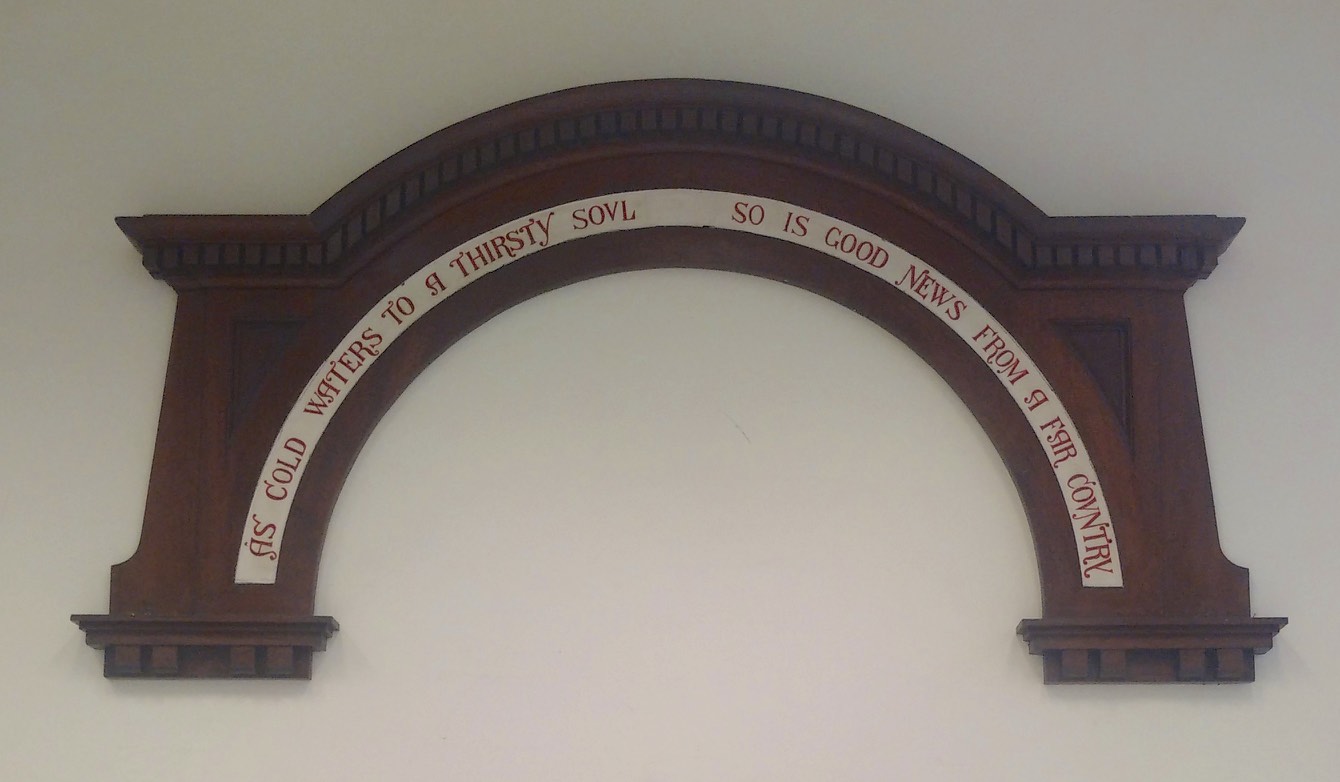 AS COLD WATERS TO A THIRSTY SOVL SO IS GOOD NEWS FROM A FAR COVNTRY